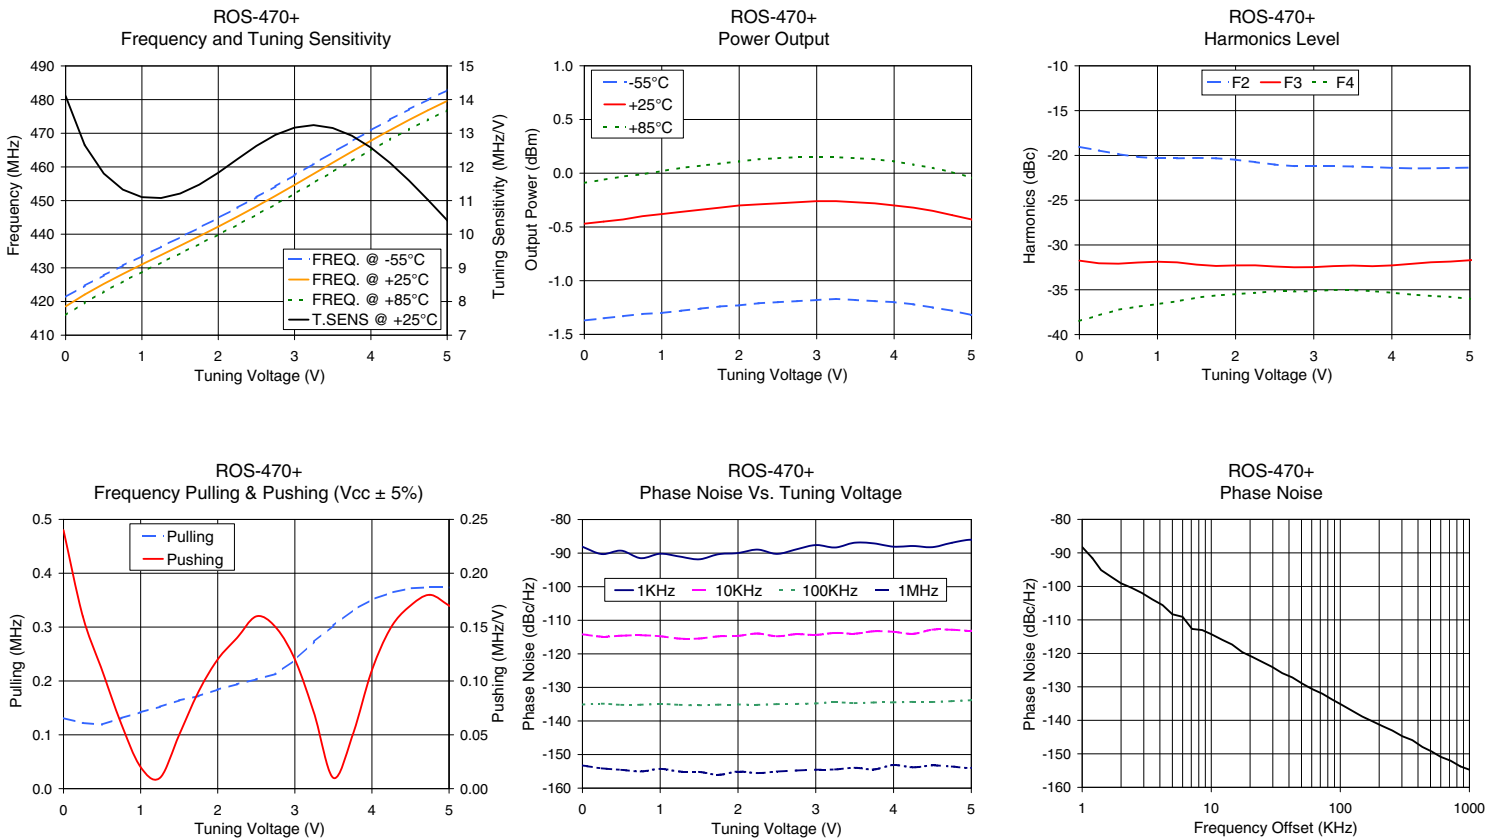 ROS-470+
Frequency and Tuning Sensitivity
490
480
470
460
450
440
430
420
410
15
14
13
12
11
10
9
8
7
Frequency (MHz)
Tuning Sensitivity (MHz/V)
FREQ. @ -55°C
FREQ. @ +25°C
FREQ. @ +85°C
T.SENS @ +25°C
0 1 2 3 4 5
Tuning Voltage (V)
ROS-470+
Power Output
1.0
0.5
0.0
-0.5
-1.0
-1.5
Output Power (dBm)
-55°C
+25°C
+85°C
0 1 2 3 4 5
Tuning Voltage (V)
ROS-470+
Harmonics Level
-10
-15
-20
-25
-30
-35
-40
Harmonics (dBc)
F2 F3 F4
0 1 2 3 4 5
Tuning Voltage (V)
ROS-470+
Frequency Pulling & Pushing (Vcc ± 5%)
0.5
0.4
0.3
0.2
0.1
0.0
0.25
0.20
0.15
0.10
0.05
0.00
Pulling (MHz)
Pushing (MHz/V)
Pulling
Pushing
0 1 2 3 4 5
Tuning Voltage (V)
ROS-470+
Phase Noise Vs. Tuning Voltage
-80
-90
-100
-110
-120
-130
-140
-150
-160
Phase Noise (dBc/Hz)
1KHz 10KHz 100KHz 1MHz
0 1 2 3 4 5
Tuning Voltage (V)
ROS-470+
Phase Noise
-80
-90
-100
-110
-120
-130
-140
-150
-160
Phase Noise (dBc/Hz)
1 10 100 1000
Frequency Offset (KHz)